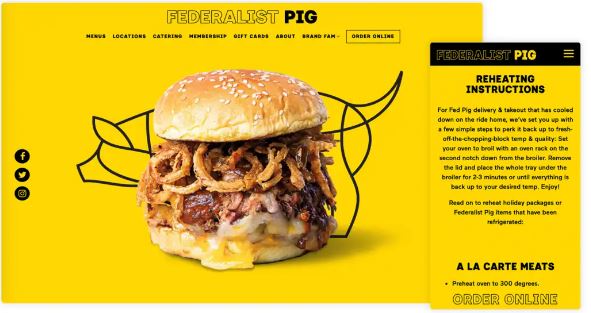 FEDERALIST PIG
MENUS LOCATIONS CATERING MEMBERSHIP GIFT CARDS ABOUT BRAND FAM ORDER ONLINE
FEDERALIST PIG
REHEATING
INSTRUCTIONS
For Fed Pig delivery & takeout that has cooled
down on the ride home, we've set you up with
a few simple steps to perk it back up to fresh-
off-the-chopping-block temp & quality: Set
your oven to broil with an oven rack on the
second notch down from the broiler. Remove
the lid and place the whole tray under the
broiler for 2-3 minutes or until everything is
back up to your desired temp. Enjoy!
Read on to reheat holiday packages or
Federalist Pig items that have been
refrigerated:
A LA CARTE MEATS
• Preheat oven to 300 degrees.
ORDER ONLINE